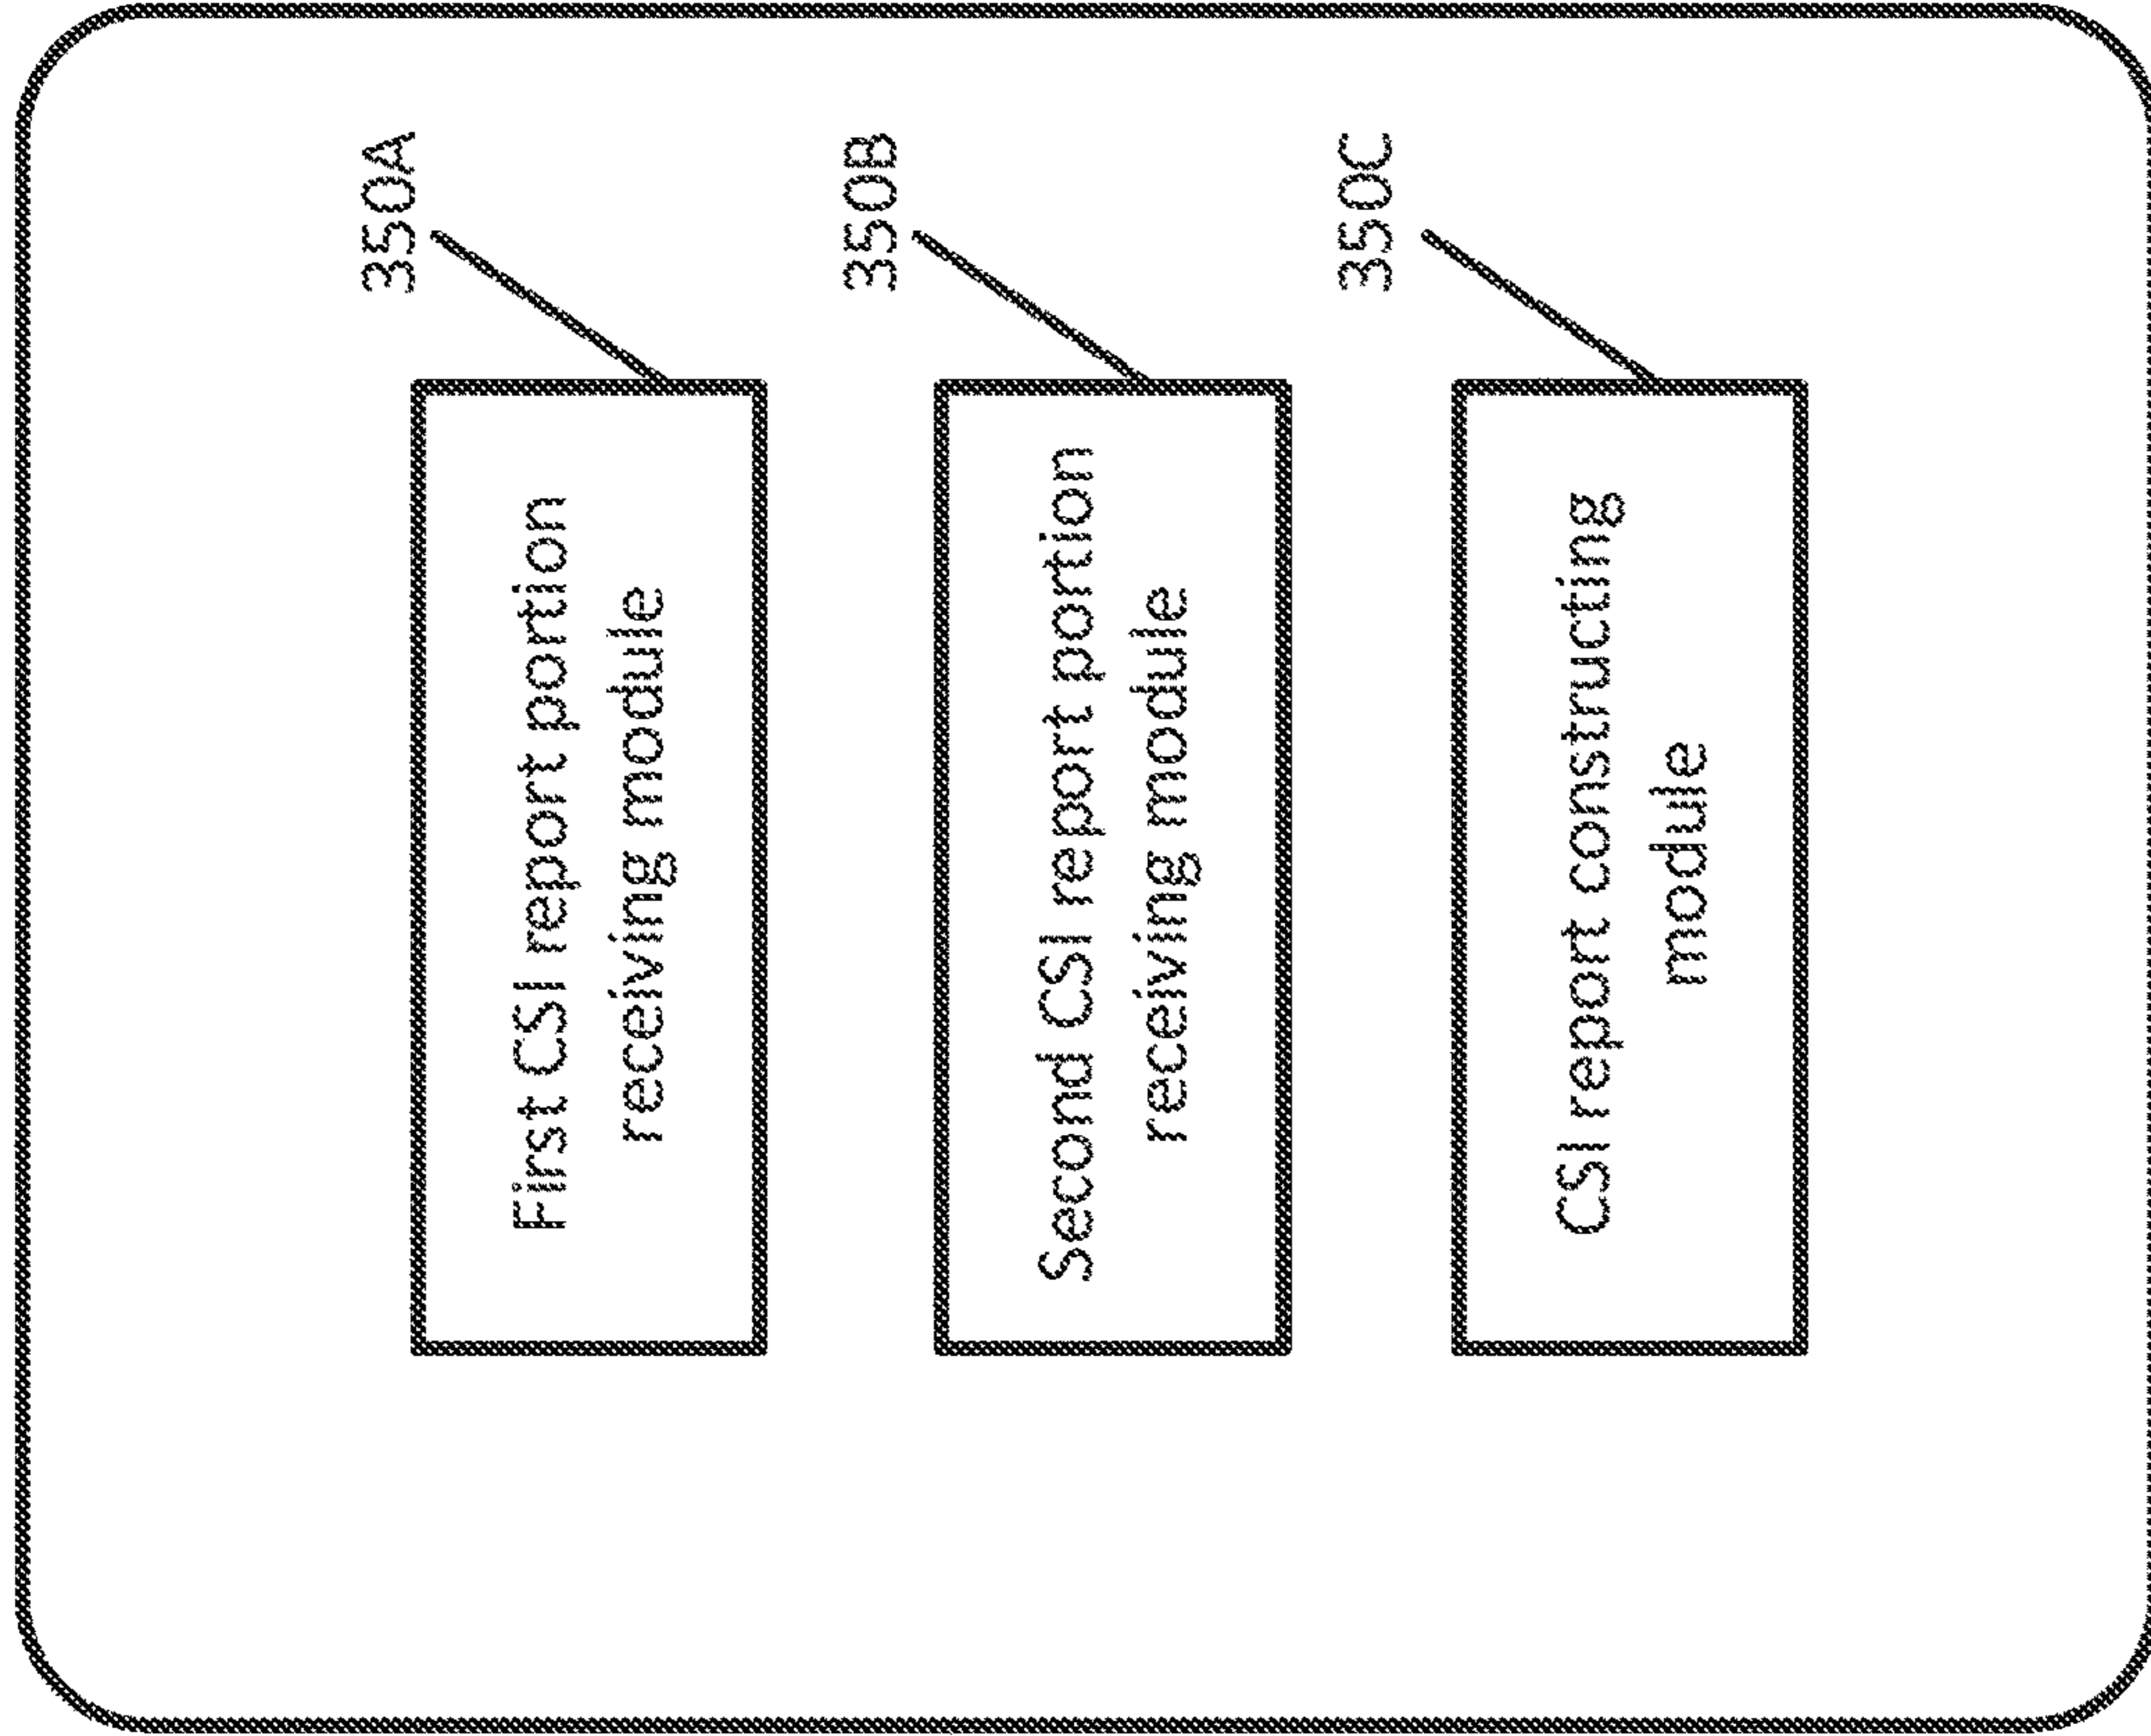 350A
First CSI report portion
receiving module
350B
Second CSI report portion
receiving module
350C
CSI report constructing
module